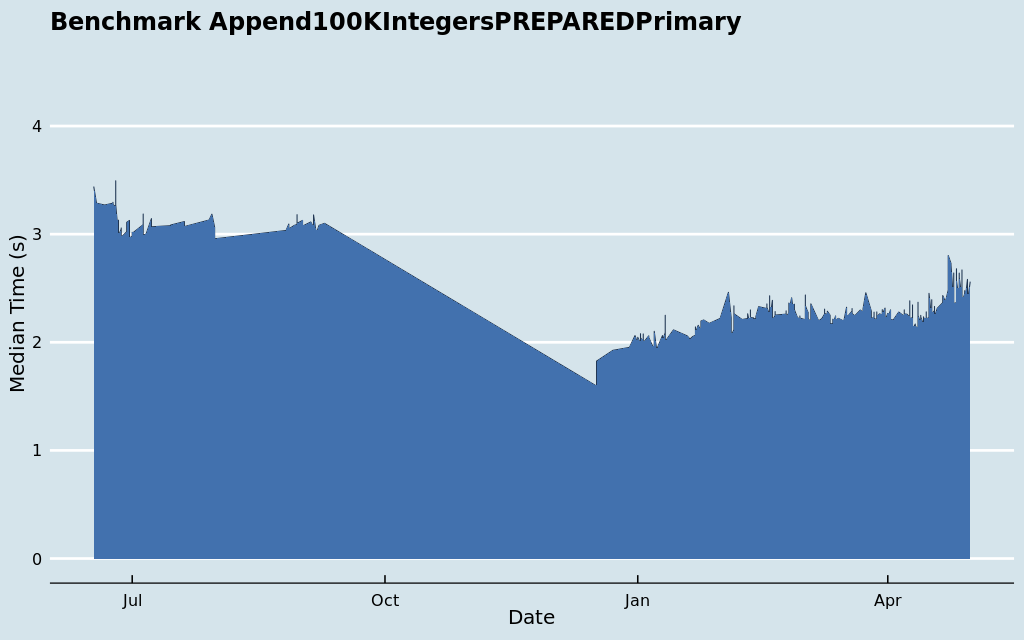 Benchmark Append100KIntegersPREPAREDPrimary
4
3
2
1
0
Median Time (s)
Jul
Oct
Jan
Apr
Date